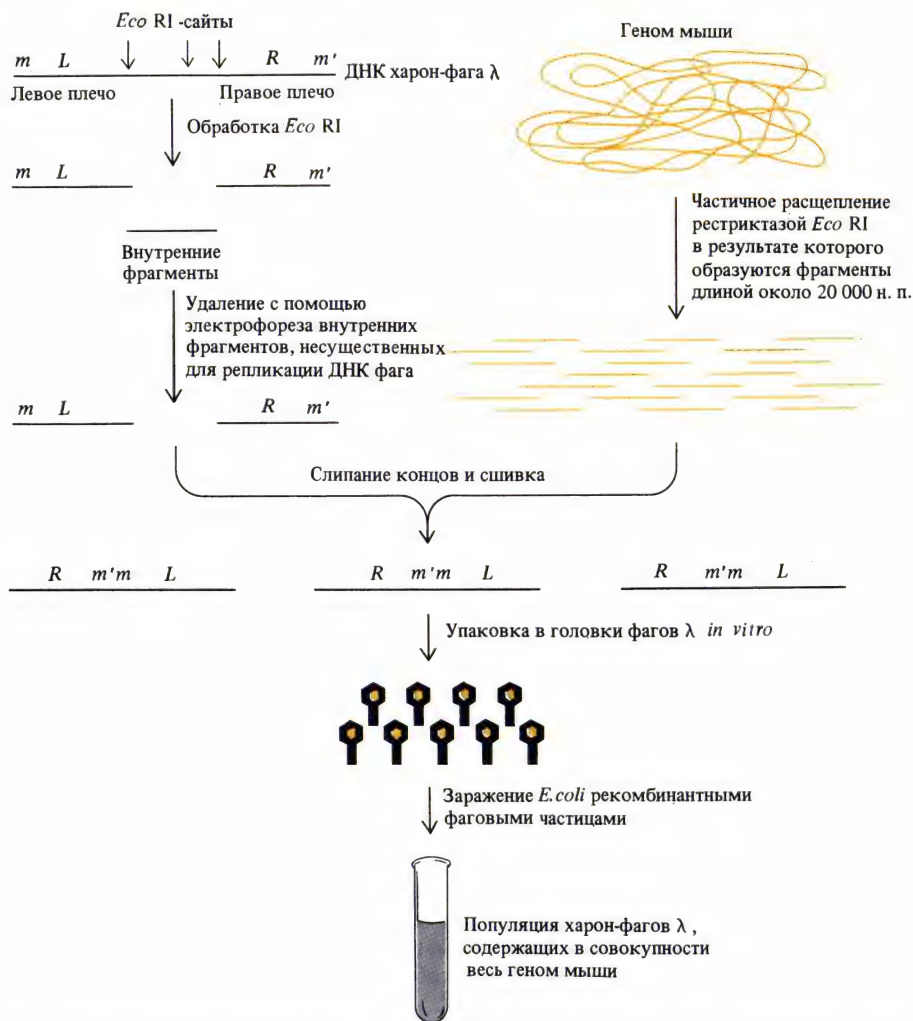 Eco RI -сайты
m L R m'
ДНК харон-фага λ
Левое плечо Правое плечо
Обработка Eco RI
m L R m'
Внутренние
фрагменты
Удаление с помощью
электрофореза внутренних
фрагментов, несущественных
для репликации ДНК фага
m L R m'
Геном мыши
Частичное расщепление
рестриктазой Eco RI
в результате которого
образуются фрагменты
длиной около 20 000 н. п.
Слипание концов и сшивка
R m'm L R m'm L R m'm L
Упаковка в головки фагов λ in vitro
Заражение E.coli рекомбинантными
фаговыми частицами
Популяция харон-фагов λ ,
содержащих в совокупности
весь геном мыши